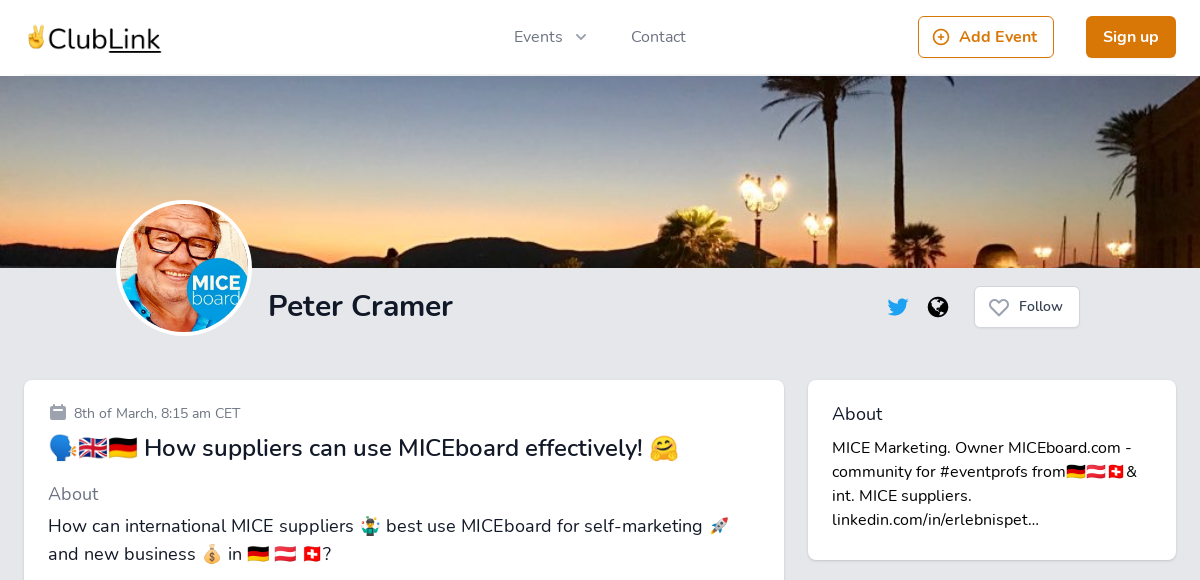 ✌️ClubLink
Events
Contact
Add Event
Sign up
MICE
board
Peter Cramer
Follow
8th of March, 8:15 am CET
🗣️🇬🇧🇩🇪 How suppliers can use MICEboard effectively! 🤗
About
How can international MICE suppliers 🤹‍♂️ best use MICEboard for self-marketing 🚀
and new business 💰 in 🇩🇪 🇦🇹 🇨🇭?
About
MICE Marketing. Owner MICEboard.com -
community for #eventprofs from🇩🇪🇦🇹🇨🇭&
int. MICE suppliers.
linkedin.com/in/erlebnispet…